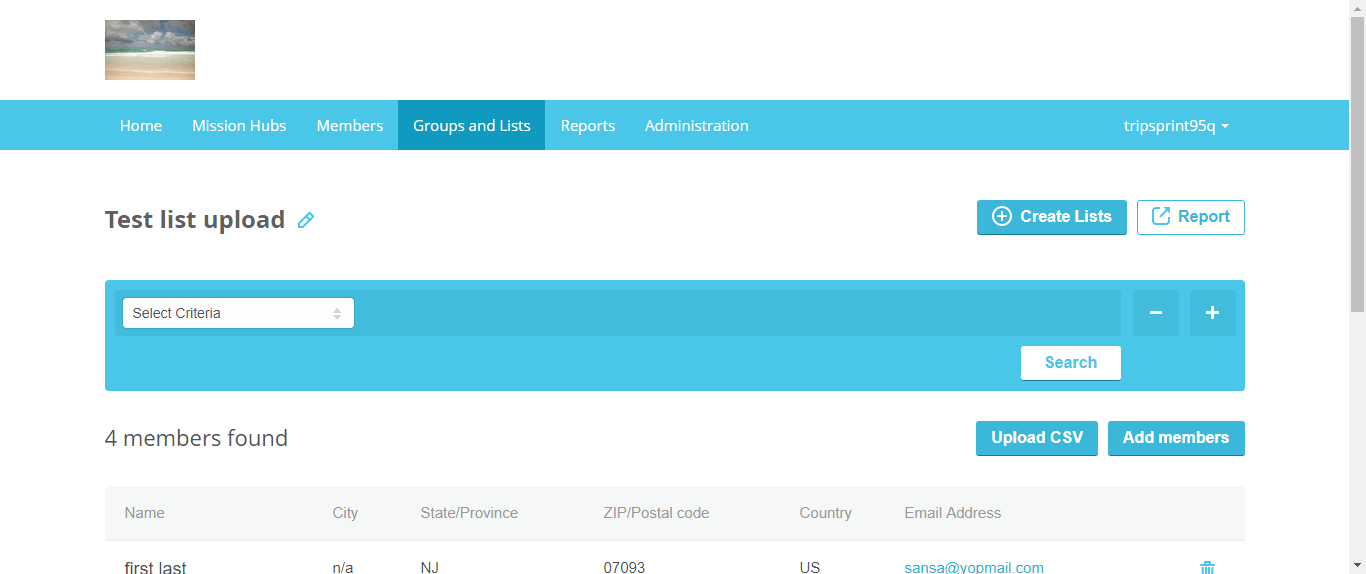 Home Mission Hubs Members Groups and Lists Reports Administration tripsprint95q
Test list upload Create Lists Report
Select Criteria − +
Search
4 members found Upload CSV Add members
Name City State/Province ZIP/Postal code Country Email Address
first last n/a NJ 07093 US sansa@yopmail.com